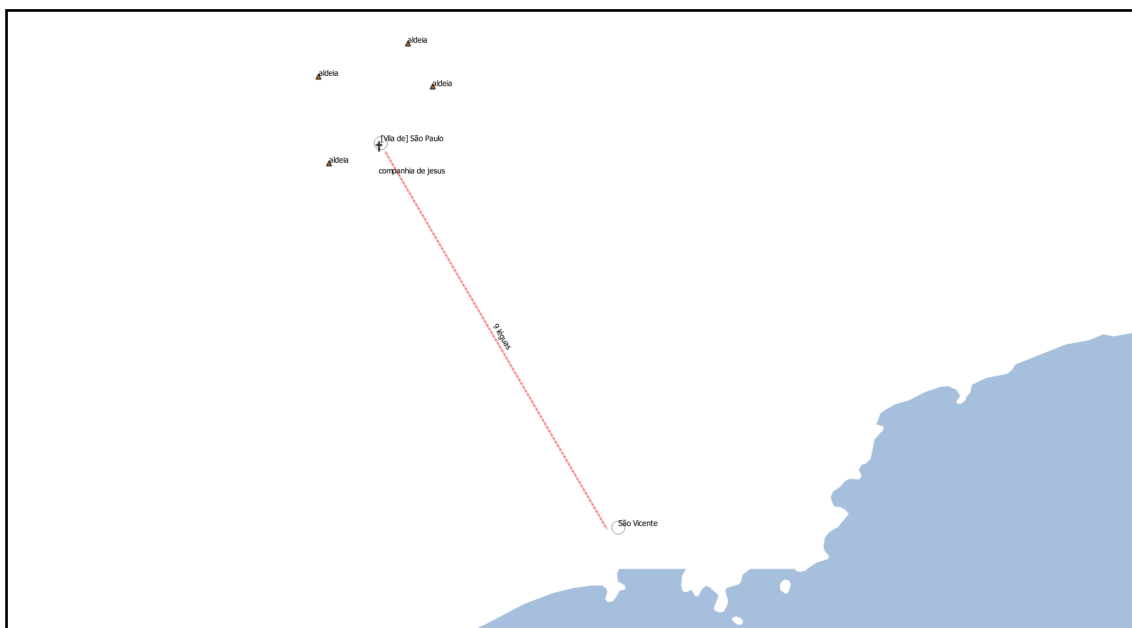 aldeia
aldeia
aldeia
[Vila de] São Paulo
aldeia
companhia de jesus
9 léguas
São Vicente